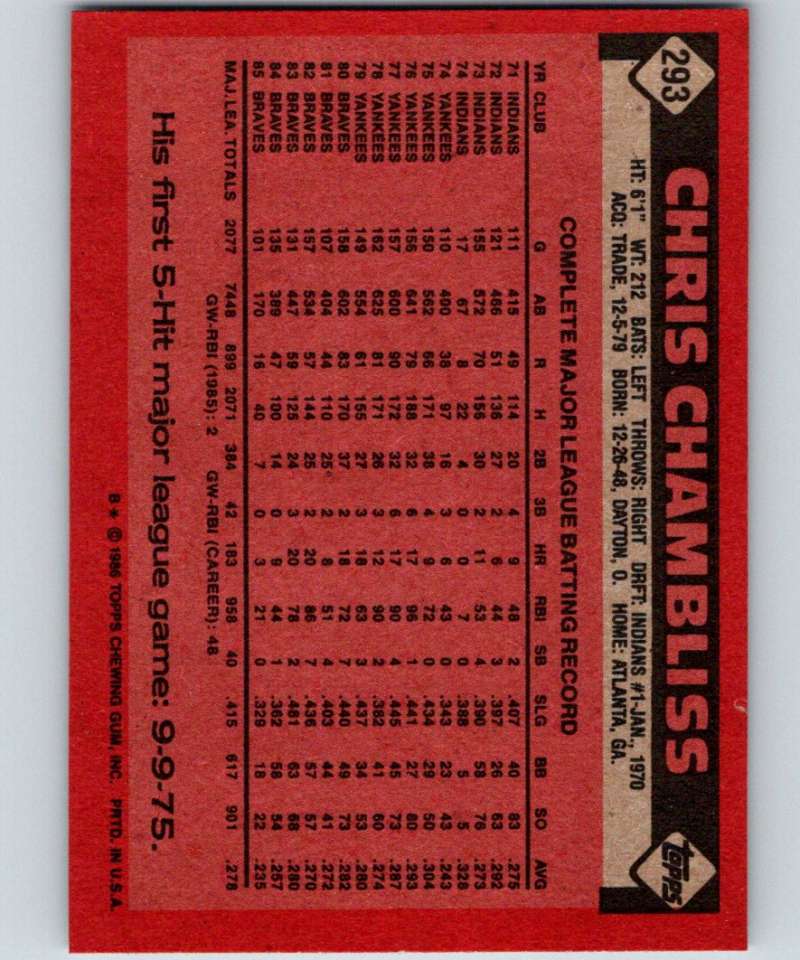 293 CHRIS CHAMBLISS topps
HT: 6'1" WT: 212 BATS: LEFT THROWS: RIGHT DRFT: INDIANS #1-JAN., 1970
ACQ: TRADE, 12-5-79 BORN: 12-26-48, DAYTON, O. HOME: ATLANTA, GA.
COMPLETE MAJOR LEAGUE BATTING RECORD
YR CLUB G AB R H 2B 3B HR RBI SB SLG BB SO AVG
71 INDIANS 111 415 49 114 20 4 9 48 2 .407 40 83 .275
72 INDIANS 121 466 51 136 27 2 6 44 3 .397 26 63 .292
73 INDIANS 155 572 70 156 30 2 11 53 4 .390 58 76 .273
74 INDIANS 17 67 8 22 4 0 0 7 0 .388 5 5 .328
74 YANKEES 110 400 38 97 16 3 6 43 0 .343 23 43 .243
75 YANKEES 150 562 66 171 38 4 9 72 0 .434 29 50 .304
76 YANKEES 156 641 79 188 32 6 17 96 1 .441 27 80 .293
77 YANKEES 157 600 90 172 32 6 17 90 4 .445 45 73 .287
78 YANKEES 162 625 81 171 26 3 12 90 2 .382 41 60 .274
79 YANKEES 149 554 61 155 27 3 18 63 3 .437 34 53 .280
80 BRAVES 158 602 83 170 37 2 18 72 7 .440 49 73 .282
81 BRAVES 107 404 44 110 25 2 8 51 4 .403 44 41 .272
82 BRAVES 157 534 57 144 25 2 20 86 7 .436 57 57 .270
83 BRAVES 131 447 59 125 24 3 20 78 2 .481 63 68 .280
84 BRAVES 135 389 47 100 14 0 9 44 1 .362 58 54 .257
85 BRAVES 101 170 16 40 7 0 3 21 0 .329 18 22 .235
MAJ. LEA. TOTALS 2077 7448 899 2071 384 42 183 958 40 .415 617 901 .278
GW-RBI (1985): 2 GW-RBI (CAREER): 48
His first 5-Hit major league game: 9-9-75.
B* © 1986 TOPPS CHEWING GUM, INC. PRTD. IN U.S.A.